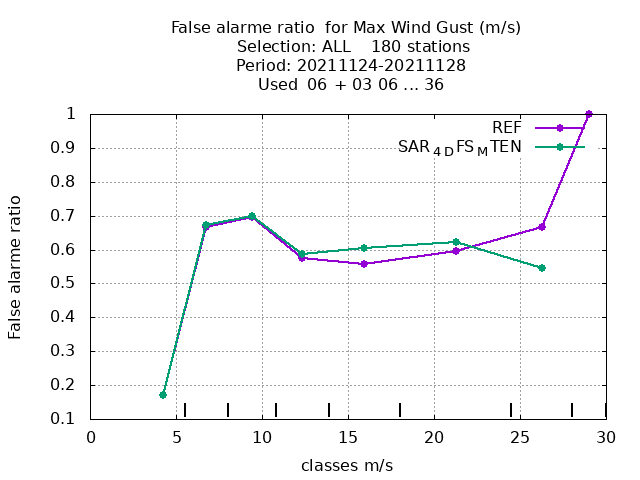 False alarme ratio  for Max Wind Gust (m/s)
Selection: ALL    180 stations
Period: 20211124-20211128
Used  06 + 03 06 ... 36
REF
SAR4DFSMTEN
False alarme ratio
1
0.9
0.8
0.7
0.6
0.5
0.4
0.3
0.2
0.1
0 5 10 15 20 25 30
classes m/s